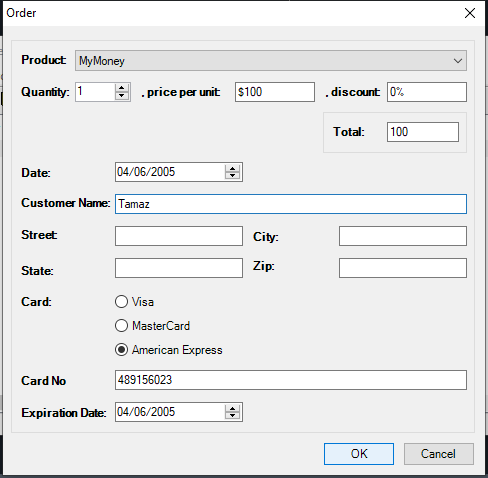 Order
Product: MyMoney
Quantity: 1 , price per unit: $100 , discount: 0%
Total: 100
Date: 04/06/2005
Customer Name: Tamaz
Street: City:
State: Zip:
Card: Visa
MasterCard
American Express
Card No 489156023
Expiration Date: 04/06/2005
OK Cancel